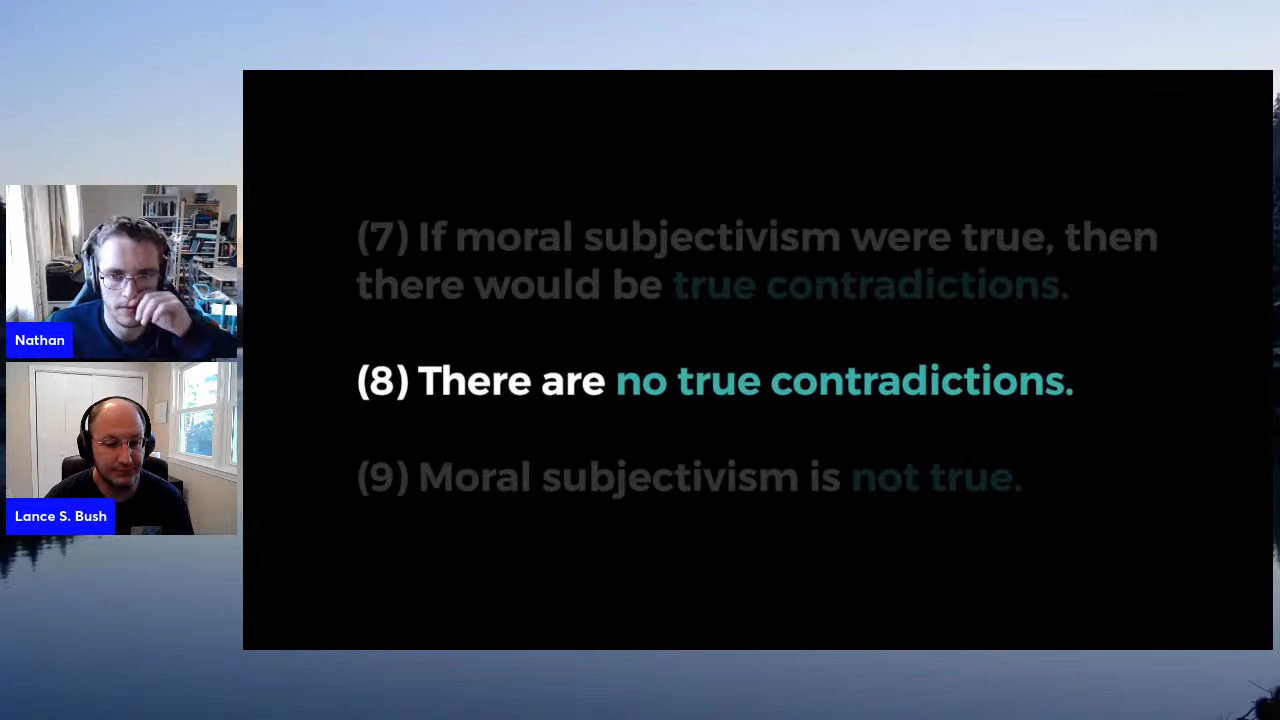 (7) If moral subjectivism were true, then
there would be true contradictions.
(8) There are no true contradictions.
(9) Moral subjectivism is not true.
Nathan
Lance S. Bush